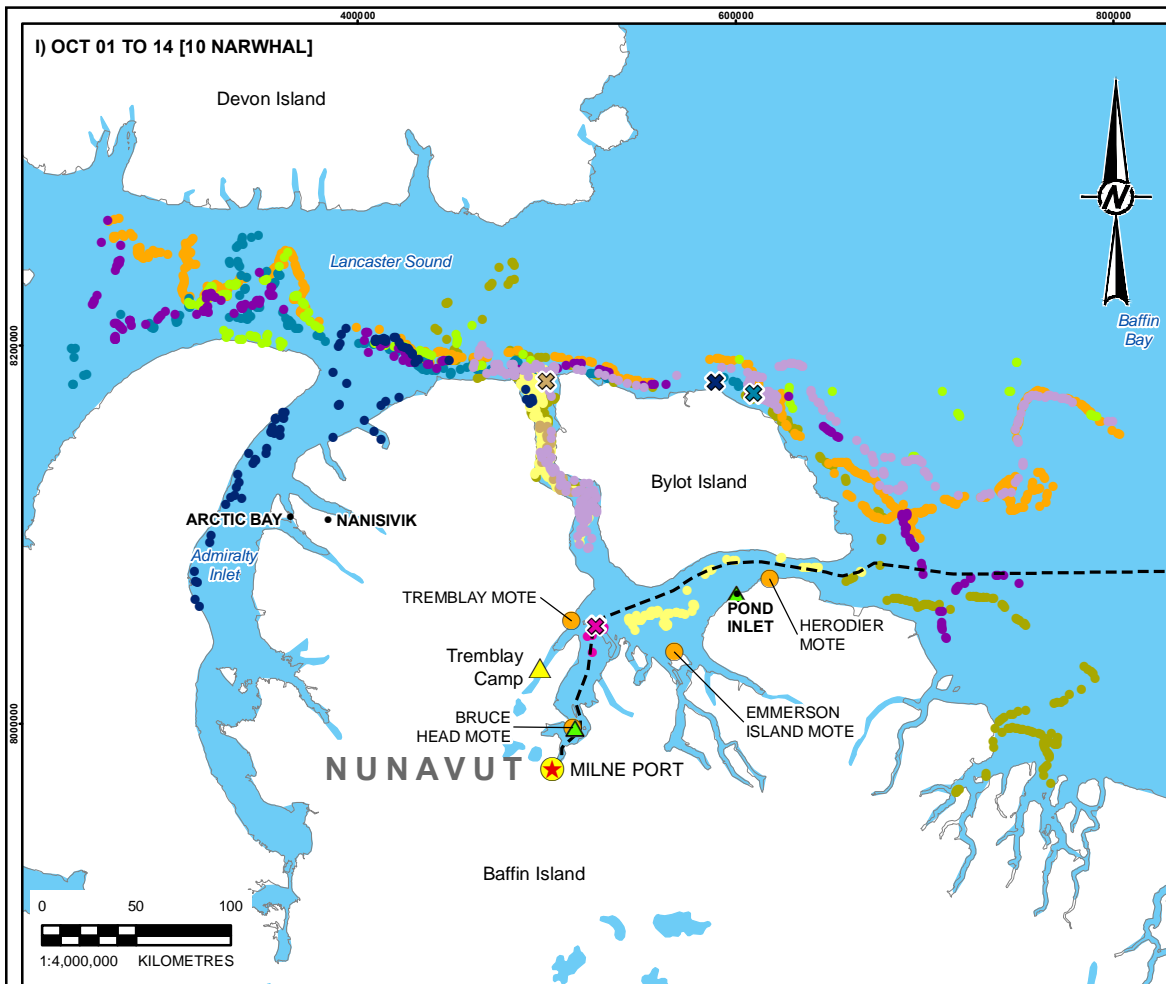 400000
600000
800000
I) OCT 01 TO 14 [10 NARWHAL]
Devon Island
N
Lancaster Sound
Baffin
Bay
8200000
Bylot Island
ARCTIC BAY
NANISIVIK
Admiralty
Inlet
TREMBLAY MOTE
POND
INLET
HERODIER
MOTE
Tremblay
Camp
EMMERSON
ISLAND MOTE
BRUCE
HEAD MOTE
8000000
NUNAVUT
MILNE PORT
Baffin Island
0 50 100
1:4,000,000 KILOMETRES